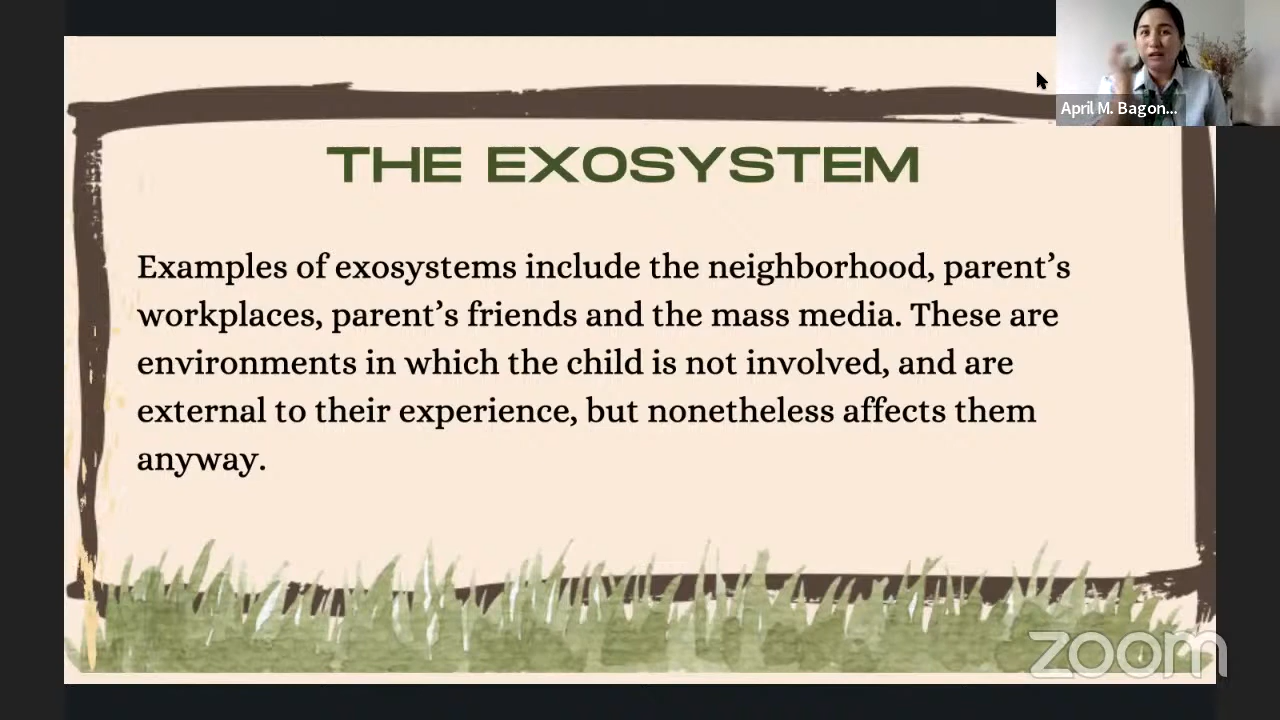 April M. Bagon...
THE EXOSYSTEM
Examples of exosystems include the neighborhood, parent’s
workplaces, parent’s friends and the mass media. These are
environments in which the child is not involved, and are
external to their experience, but nonetheless affects them
anyway.
zoom